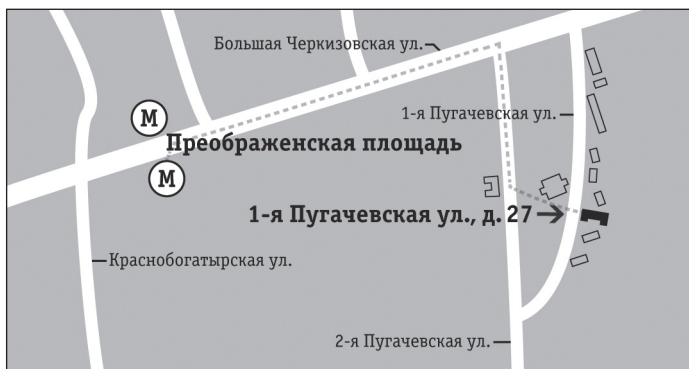 Большая Черкизовская ул.
1-я Пугачевская ул.
М
Преображенская площадь
М
1-я Пугачевская ул., д. 27
Краснобогатырская ул.
2-я Пугачевская ул.